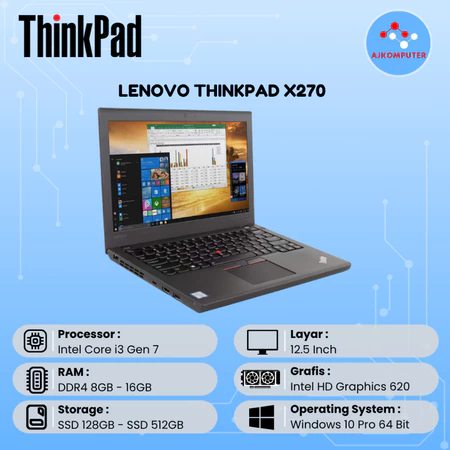 ThinkPad
AJKOMPUTER
LENOVO THINKPAD X270
Processor :
Intel Core i3 Gen 7
Layar :
12.5 Inch
RAM :
DDR4 8GB - 16GB
Grafis :
Intel HD Graphics 620
Storage :
SSD 128GB - SSD 512GB
Operating System :
Windows 10 Pro 64 Bit